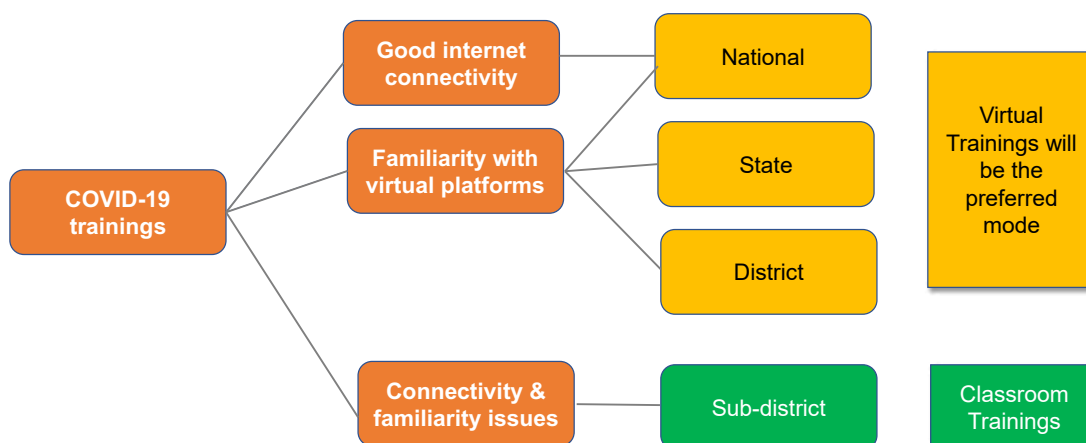 Good internet
connectivity
National
Familiarity with
virtual platforms
State
COVID-19
trainings
District
Virtual
Trainings will
be the
preferred
mode
Connectivity &
familiarity issues
Sub-district
Classroom
Trainings